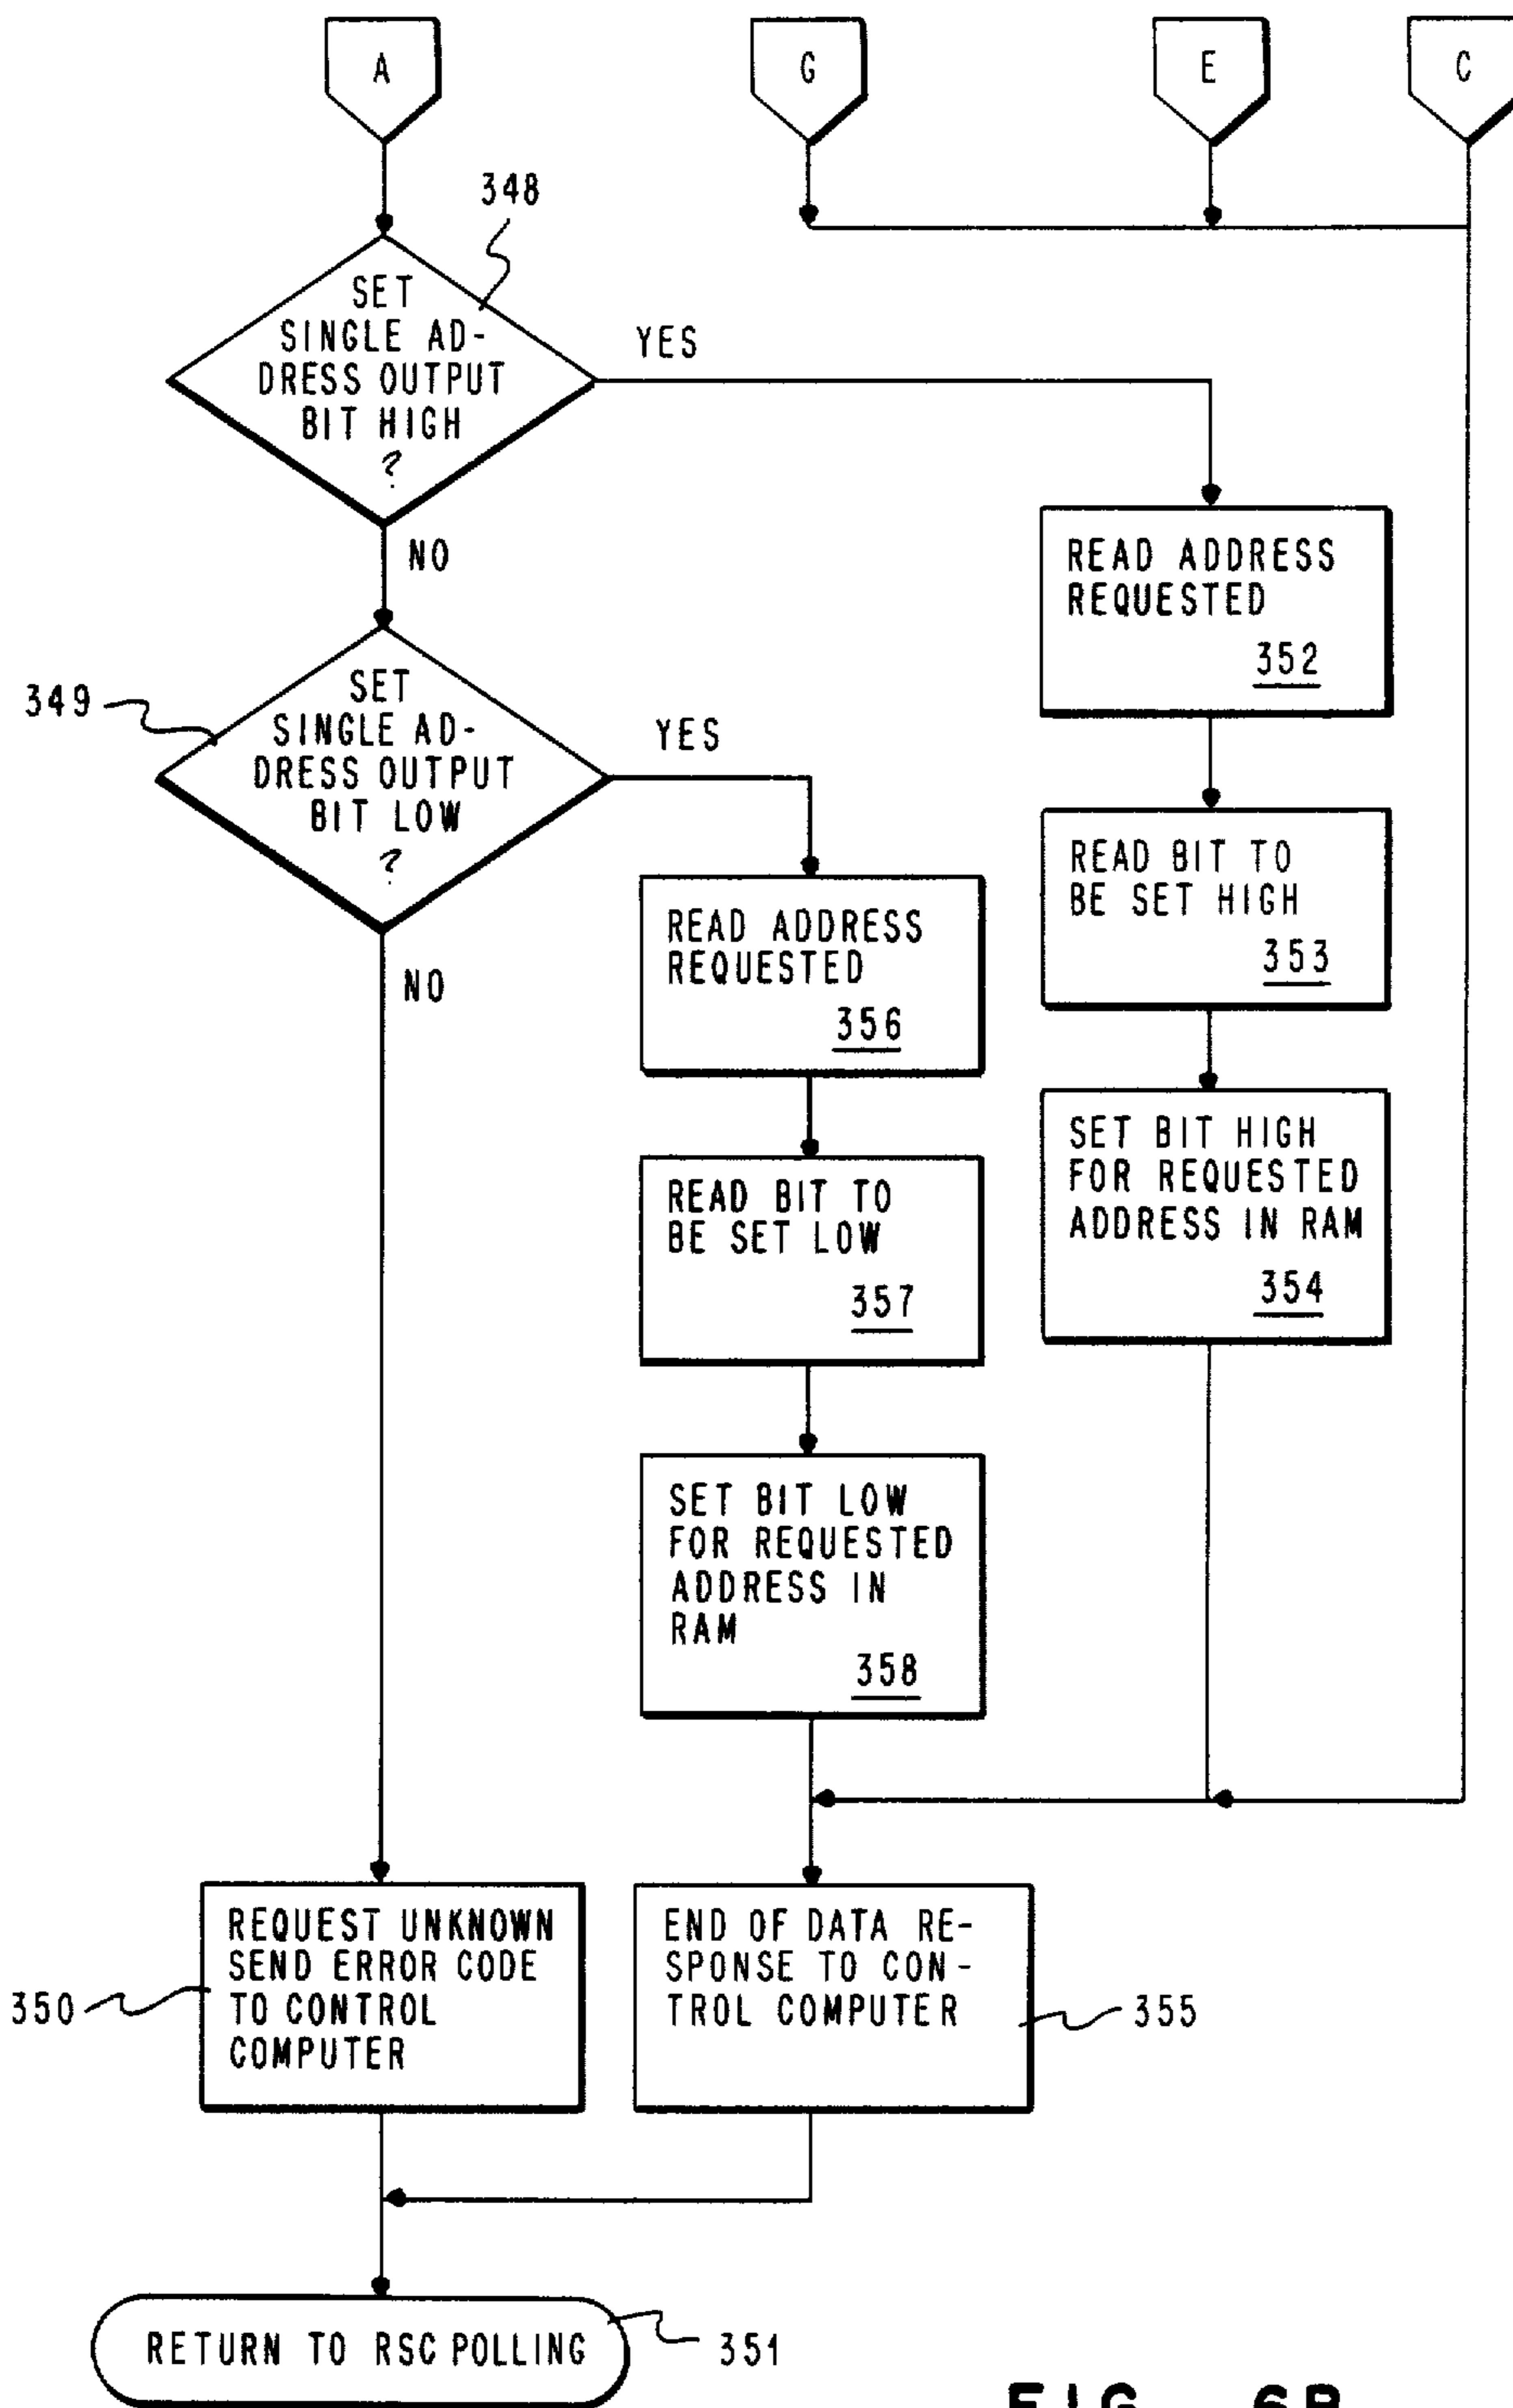 A
G
E
C
348
SET
SINGLE AD-
DRESS OUTPUT
BIT HIGH
?
YES
NO
349
SET
SINGLE AD-
DRESS OUTPUT
BIT LOW
?
YES
NO
READ ADDRESS
REQUESTED
352
READ BIT TO
BE SET HIGH
353
SET BIT HIGH
FOR REQUESTED
ADDRESS IN RAM
354
READ ADDRESS
REQUESTED
356
READ BIT TO
BE SET LOW
357
SET BIT LOW
FOR REQUESTED
ADDRESS IN
RAM
358
REQUEST UNKNOWN
SEND ERROR CODE
TO CONTROL
COMPUTER
350
END OF DATA RE-
SPONSE TO CON-
TROL COMPUTER
355
RETURN TO RSC POLLING
351
FIG. 6B